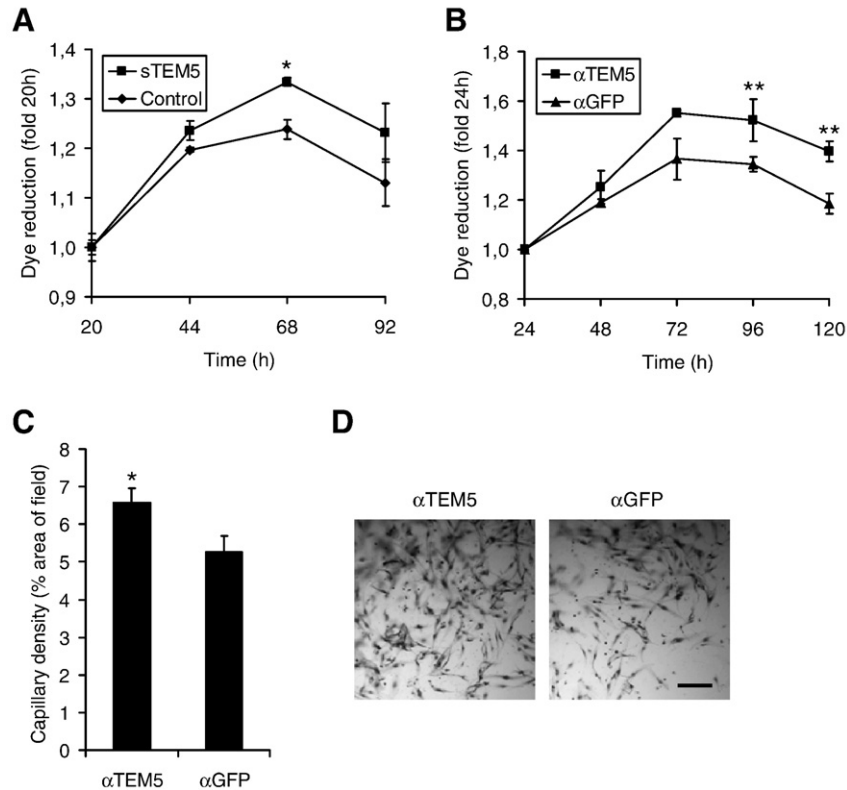 A
1,4
1,3
1,2
1,1
1,0
0,9
Dye reduction (fold 20h)
sTEM5
Control
*
20 44 68 92
Time (h)
B
1,8
1,6
1,4
1,2
1,0
0,8
Dye reduction (fold 24h)
αTEM5
αGFP
**
**
24 48 72 96 120
Time (h)
C
8
7
6
5
4
3
2
1
0
Capillary density (% area of field)
*
αTEM5 αGFP
D
αTEM5 αGFP